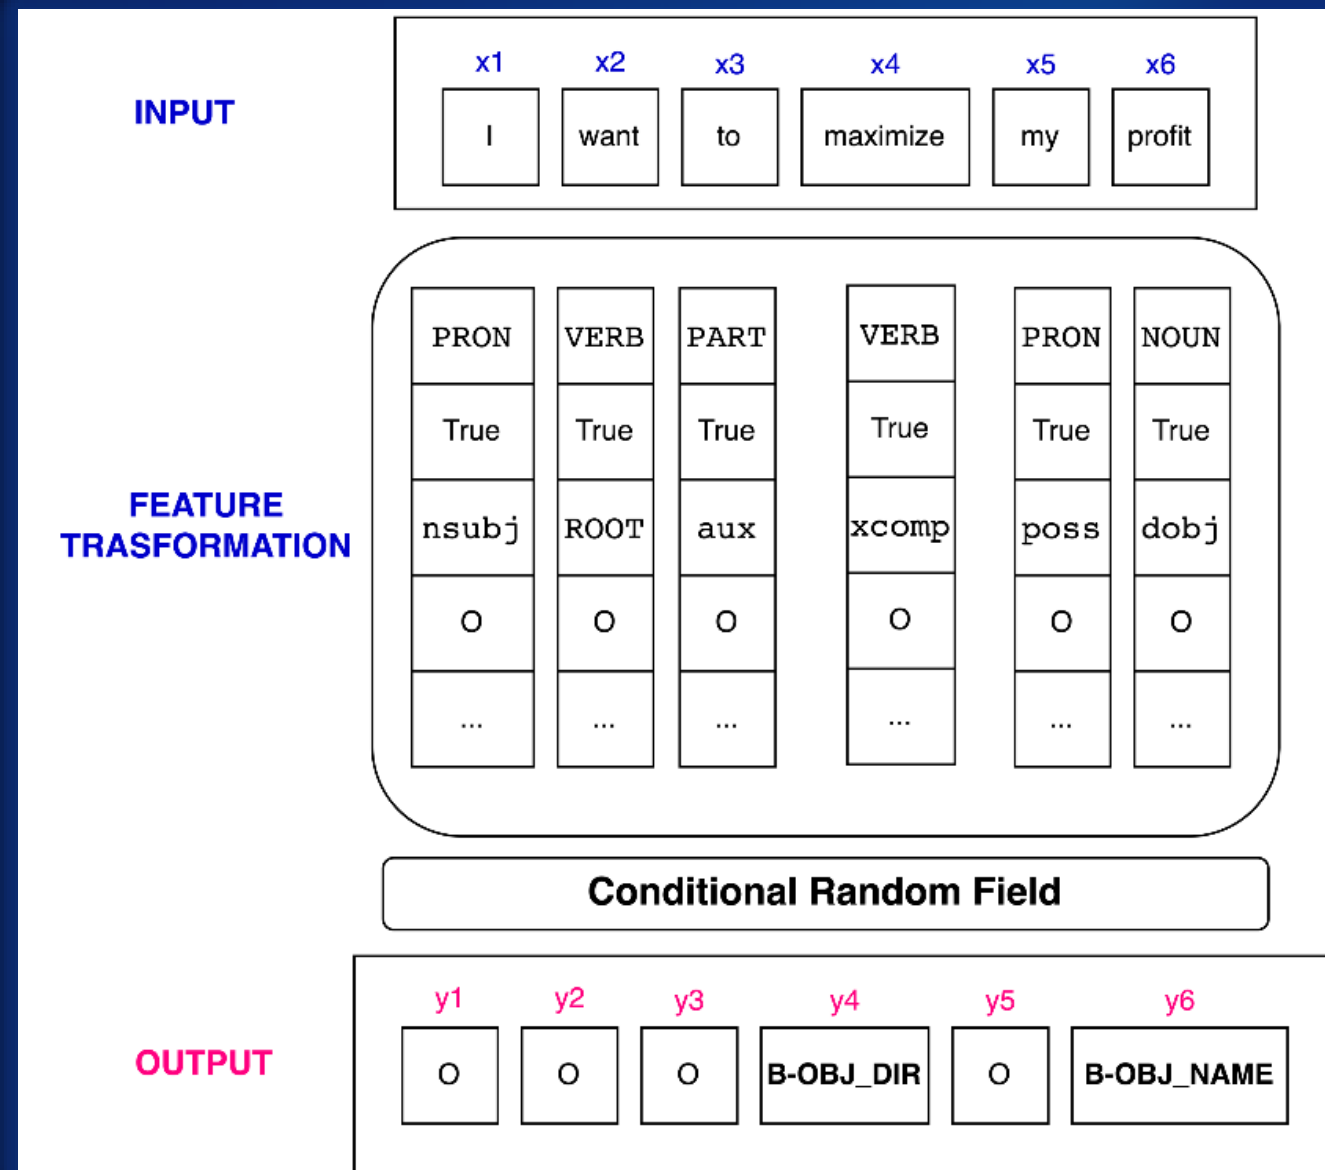 x1 x2 x3 x4 x5 x6
INPUT
I want to maximize my profit
PRON VERB PART VERB PRON NOUN
True True True True True True
FEATURE
TRASFORMATION
nsubj ROOT aux xcomp poss dobj
O O O O O O
... ... ... ... ... ...
Conditional Random Field
y1 y2 y3 y4 y5 y6
OUTPUT
O O O B-OBJ_DIR O B-OBJ_NAME